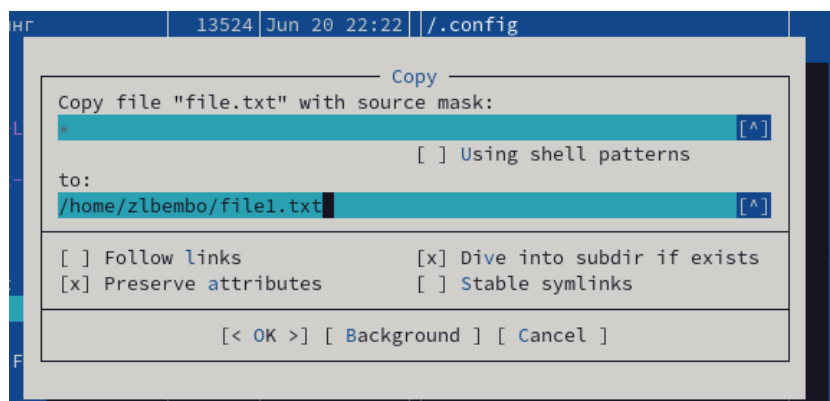 нг 13524 Jun 20 22:22 /.config
Copy
Copy file "file.txt" with source mask:
* [^]
[ ] Using shell patterns
to:
/home/zlbembo/file1.txt [^]
[ ] Follow links [x] Dive into subdir if exists
[x] Preserve attributes [ ] Stable symlinks
[< OK >] [ Background ] [ Cancel ]
L
F